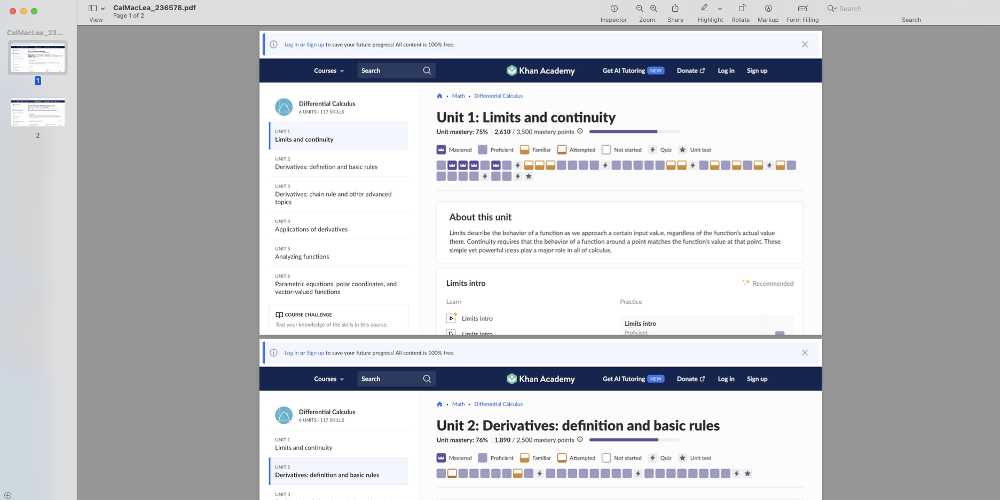 CalMacLea_236578.pdf
Page 1 of 2
View
Inspector
Zoom
Share
Highlight
Rotate
Markup
Form Filling
Search
Search
CalMacLea_23...
1
2
Log in or Sign up to save your future progress! All content is 100% free.
Courses
Search
Khan Academy
Get AI Tutoring NEW
Donate
Log in
Sign up
Differential Calculus
6 UNITS · 117 SKILLS
UNIT 1
Limits and continuity
UNIT 2
Derivatives: definition and basic rules
UNIT 3
Derivatives: chain rule and other advanced
topics
UNIT 4
Applications of derivatives
UNIT 5
Analyzing functions
UNIT 6
Parametric equations, polar coordinates, and
vector-valued functions
COURSE CHALLENGE
Test your knowledge of the skills in this course.
• Math • Differential Calculus
Unit 1: Limits and continuity
Unit mastery: 75% 2,610 / 3,500 mastery points
Mastered Proficient Familiar Attempted Not started Quiz Unit test
About this unit
Limits describe the behavior of a function as we approach a certain input value, regardless of the function's actual value
there. Continuity requires that the behavior of a function around a point matches the function's value at that point. These
simple yet powerful ideas play a major role in all of calculus.
Limits intro
Recommended
Learn
Practice
Limits intro
Limits intro
Limits intro
Proficient
Log in or Sign up to save your future progress! All content is 100% free.
Courses
Search
Khan Academy
Get AI Tutoring NEW
Donate
Log in
Sign up
Differential Calculus
6 UNITS · 117 SKILLS
UNIT 1
Limits and continuity
UNIT 2
Derivatives: definition and basic rules
UNIT 3
• Math • Differential Calculus
Unit 2: Derivatives: definition and basic rules
Unit mastery: 76% 1,890 / 2,500 mastery points
Mastered Proficient Familiar Attempted Not started Quiz Unit test